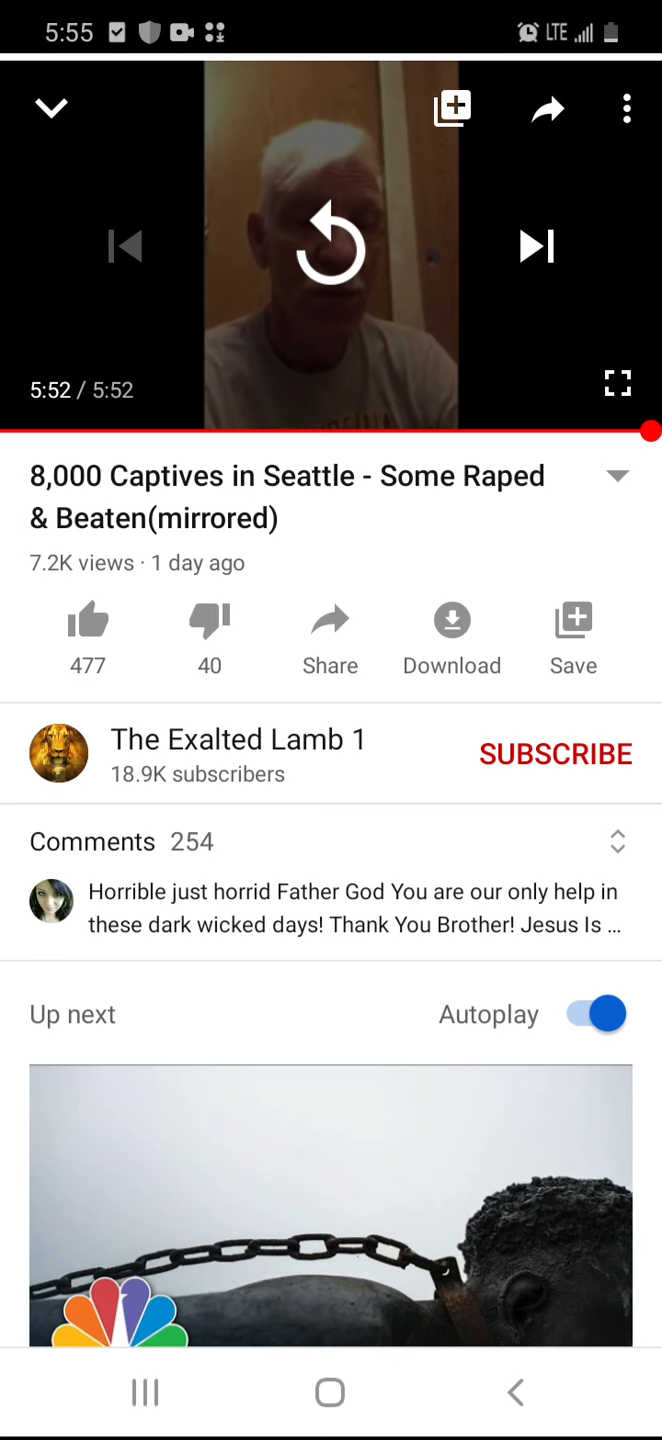 5:55
LTE
5:52 / 5:52
8,000 Captives in Seattle - Some Raped
& Beaten(mirrored)
7.2K views · 1 day ago
477 40 Share Download Save
The Exalted Lamb 1
SUBSCRIBE
18.9K subscribers
Comments 254
Horrible just horrid Father God You are our only help in
these dark wicked days! Thank You Brother! Jesus Is ...
Up next Autoplay